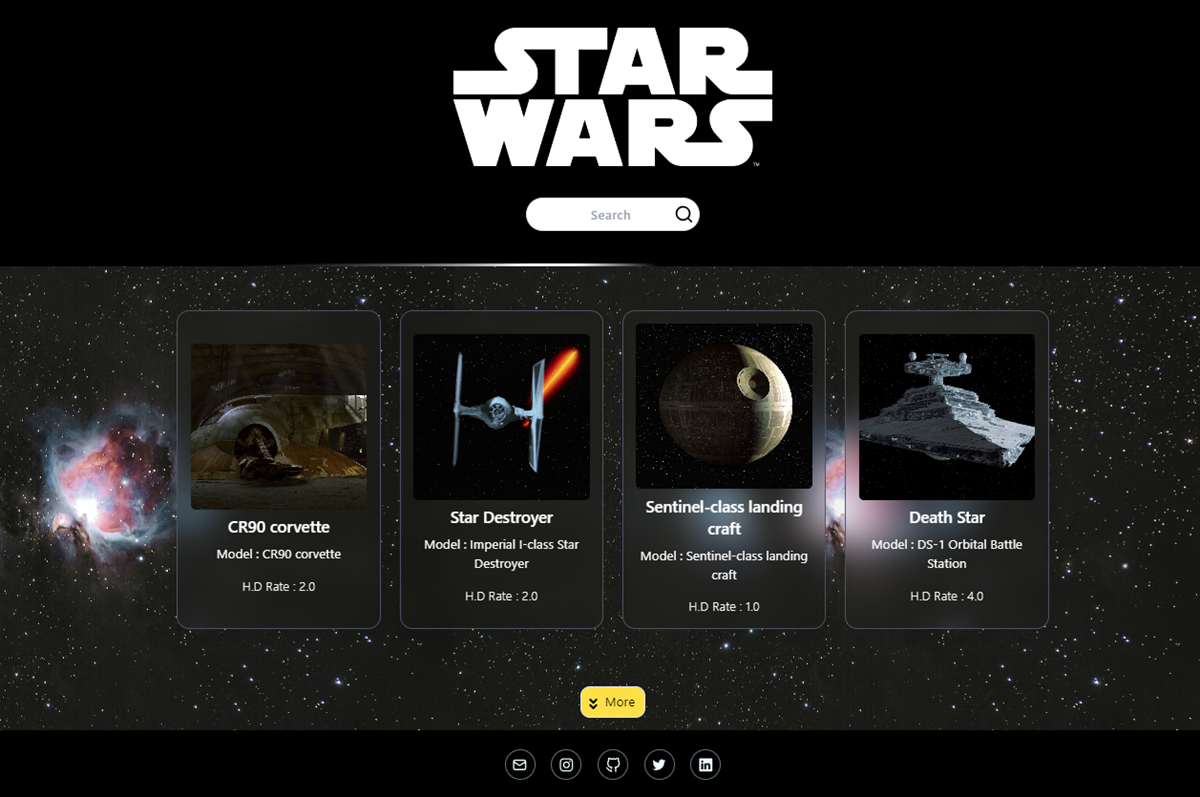 STAR
WARS
™
Search
CR90 corvette
Model : CR90 corvette
H.D Rate : 2.0
Star Destroyer
Model : Imperial I-class Star
Destroyer
H.D Rate : 2.0
Sentinel-class landing
craft
Model : Sentinel-class landing
craft
H.D Rate : 1.0
Death Star
Model : DS-1 Orbital Battle
Station
H.D Rate : 4.0
More